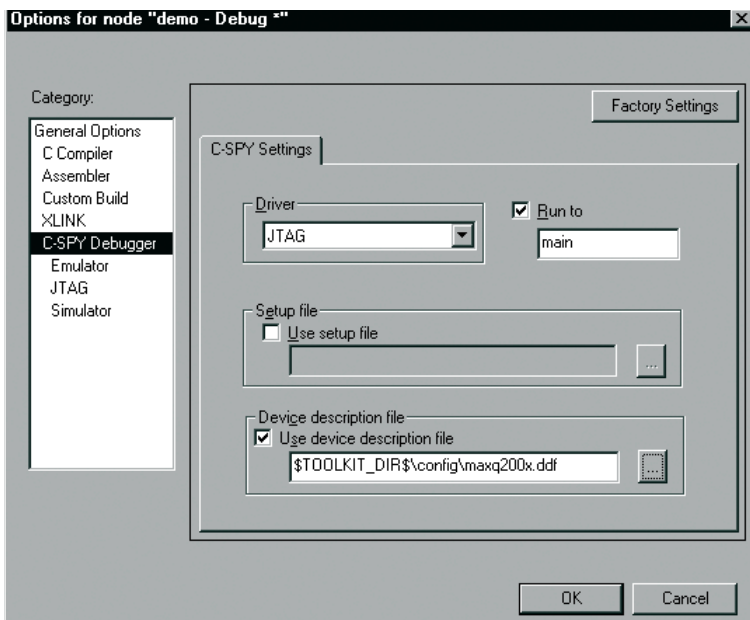 Options for node "demo - Debug *"
Category:
General Options
C Compiler
Assembler
Custom Build
XLINK
C-SPY Debugger
Emulator
JTAG
Simulator
Factory Settings
C-SPY Settings
Driver
JTAG
Run to
main
Setup file
Use setup file
...
Device description file
Use device description file
$TOOLKIT_DIR$\config\maxq200x.ddf
...
OK
Cancel